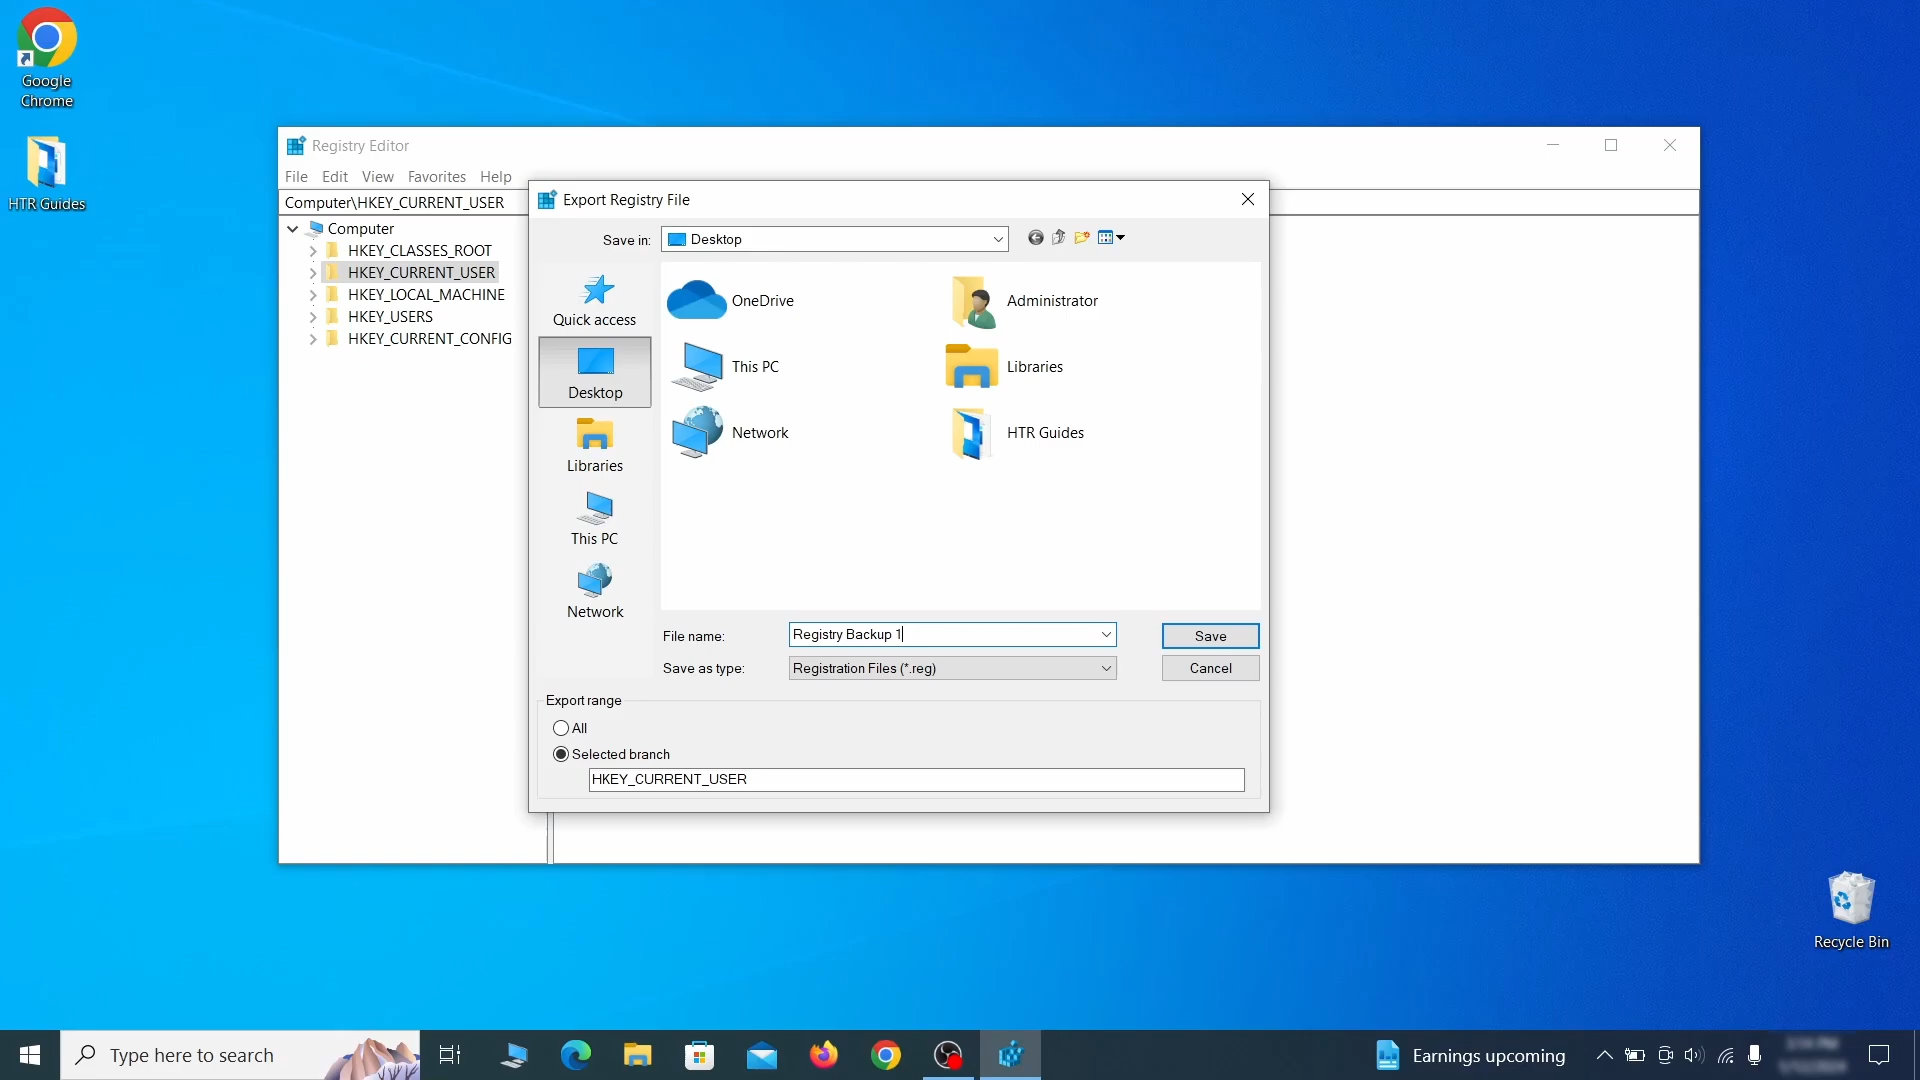 Google
Chrome
HTR Guides
Registry Editor
File Edit View Favorites Help
Computer\HKEY_CURRENT_USER
Computer
HKEY_CLASSES_ROOT
HKEY_CURRENT_USER
HKEY_LOCAL_MACHINE
HKEY_USERS
HKEY_CURRENT_CONFIG
Export Registry File
Save in: Desktop
Quick access
Desktop
Libraries
This PC
Network
OneDrive
Administrator
This PC
Libraries
Network
HTR Guides
File name: Registry Backup 1
Save
Save as type: Registration Files (*.reg)
Cancel
Export range
All
Selected branch
HKEY_CURRENT_USER
Recycle Bin
Type here to search
Earnings upcoming